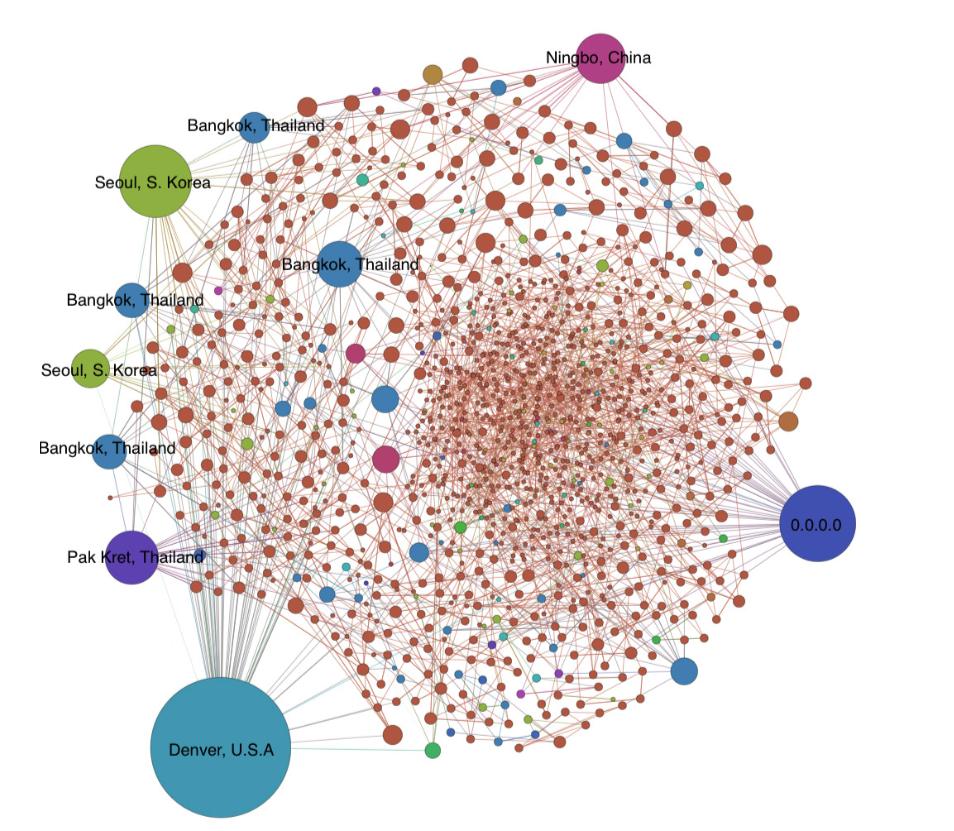 Ningbo, China
Bangkok, Thailand
Seoul, S. Korea
Bangkok, Thailand
Bangkok, Thailand
Seoul, S. Korea
Bangkok, Thailand
0.0.0.0
Pak Kret, Thailand
Denver, U.S.A